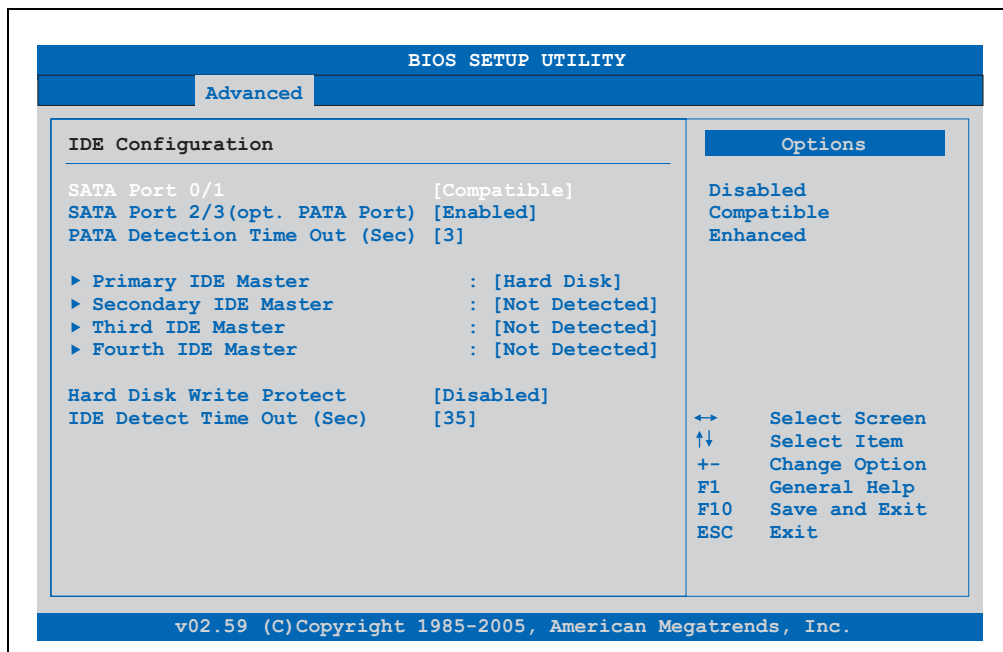 BIOS SETUP UTILITY
Advanced
IDE Configuration
SATA Port 0/1 [Compatible]
SATA Port 2/3(opt. PATA Port) [Enabled]
PATA Detection Time Out (Sec) [3]
Primary IDE Master : [Hard Disk]
Secondary IDE Master : [Not Detected]
Third IDE Master : [Not Detected]
Fourth IDE Master : [Not Detected]
Hard Disk Write Protect [Disabled]
IDE Detect Time Out (Sec) [35]
Options
Disabled
Compatible
Enhanced
↔ Select Screen
↑↓ Select Item
+- Change Option
F1 General Help
F10 Save and Exit
ESC Exit
v02.59 (C)Copyright 1985-2005, American Megatrends, Inc.